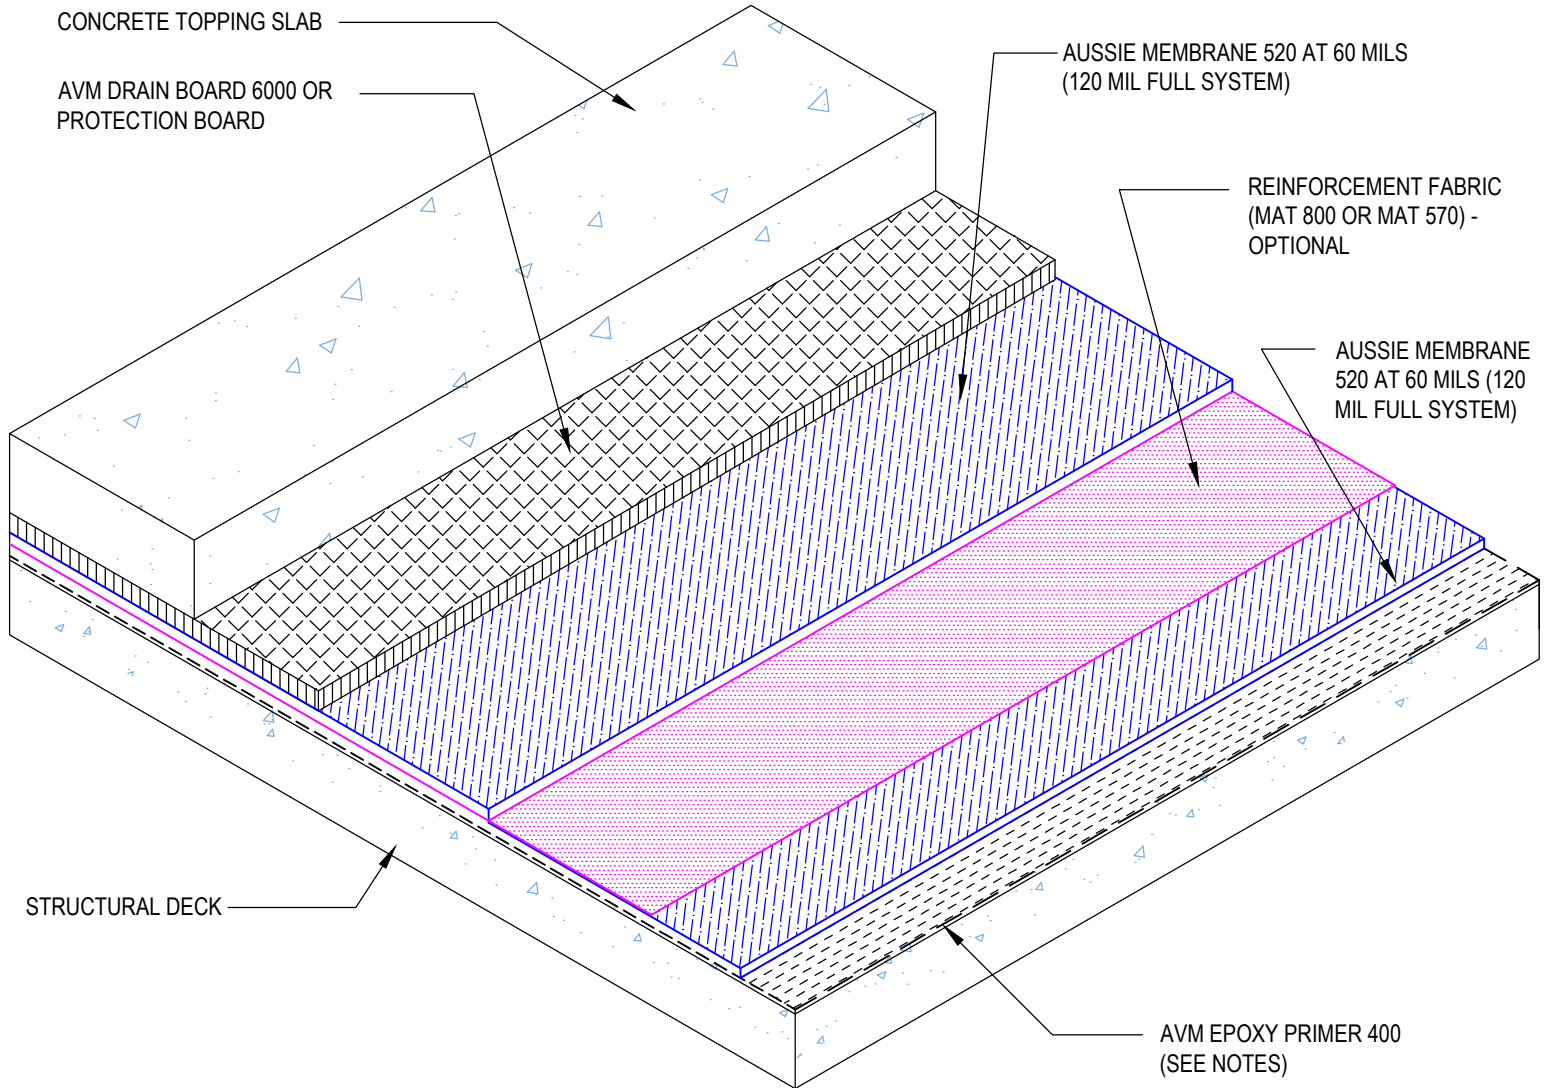 CONCRETE TOPPING SLAB
AVM DRAIN BOARD 6000 OR
PROTECTION BOARD
AUSSIE MEMBRANE 520 AT 60 MILS
(120 MIL FULL SYSTEM)
REINFORCEMENT FABRIC
(MAT 800 OR MAT 570) -
OPTIONAL
AUSSIE MEMBRANE
520 AT 60 MILS (120
MIL FULL SYSTEM)
STRUCTURAL DECK
AVM EPOXY PRIMER 400
(SEE NOTES)